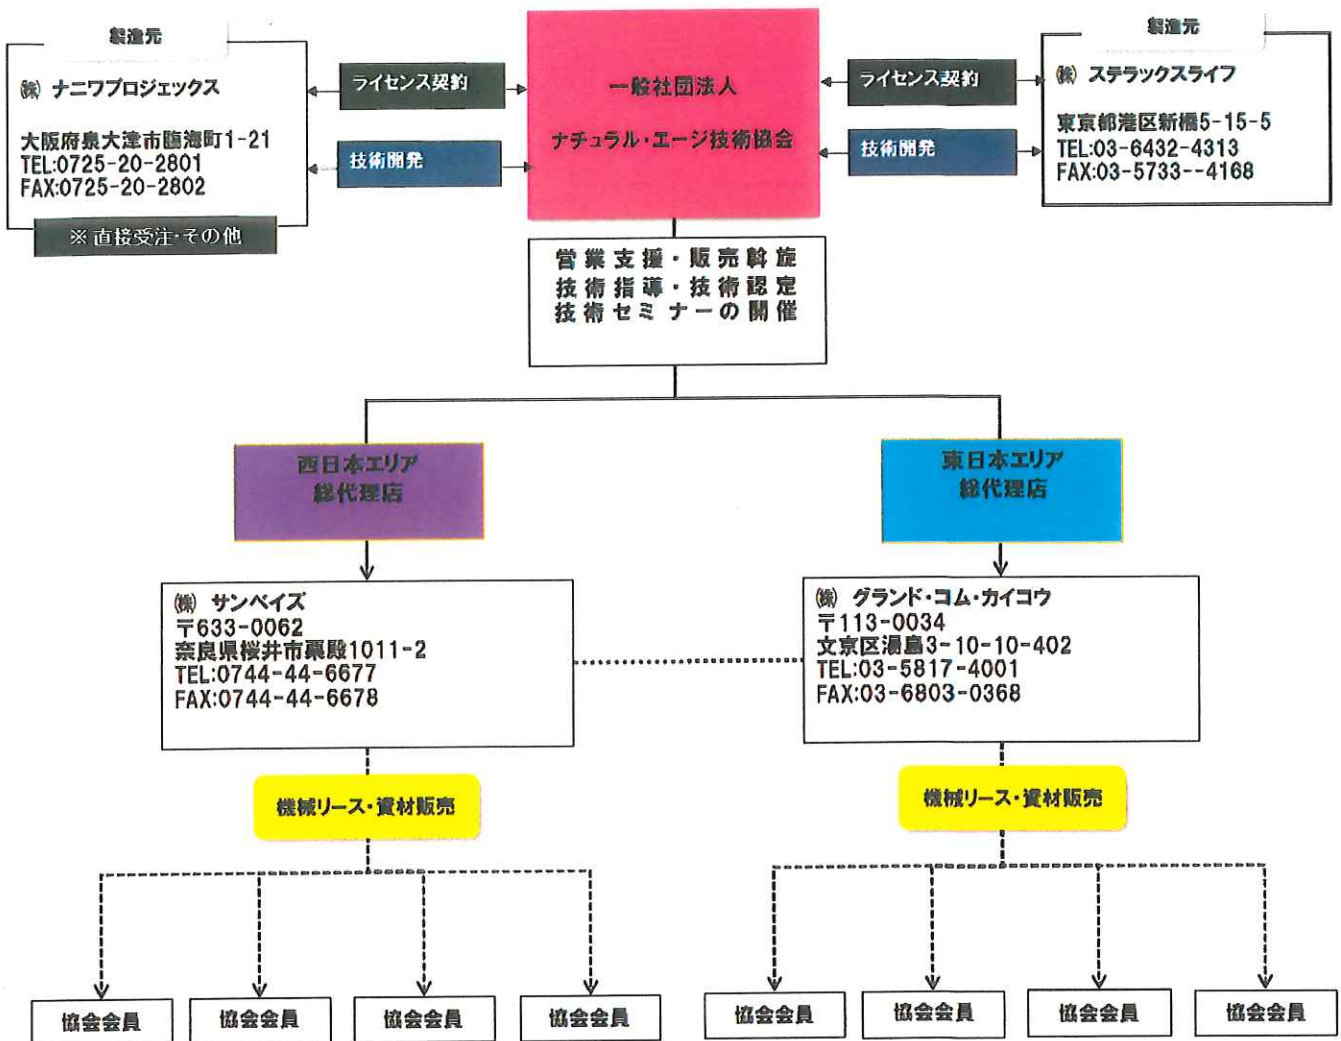 製造元
㈱ ナニワプロジェックス
大阪府泉大津市臨海町1-21
TEL:0725-20-2801
FAX:0725-20-2802
※直接受注・その他
ライセンス契約
技術開発
一般社団法人
ナチュラル・エージ技術協会
ライセンス契約
技術開発
製造元
㈱ ステラックスライフ
東京都港区新橋5-15-5
TEL:03-6432-4313
FAX:03-5733--4168
営業支援・販売斡旋
技術指導・技術認定
技術セミナーの開催
西日本エリア
総代理店
東日本エリア
総代理店
㈱ サンベイズ
〒633-0062
奈良県桜井市粟殿1011-2
TEL:0744-44-6677
FAX:0744-44-6678
㈱ グランド・コム・カイコウ
〒113-0034
文京区湯島3-10-10-402
TEL:03-5817-4001
FAX:03-6803-0368
機械リース・資材販売
機械リース・資材販売
協会会員
協会会員
協会会員
協会会員
協会会員
協会会員
協会会員
協会会員